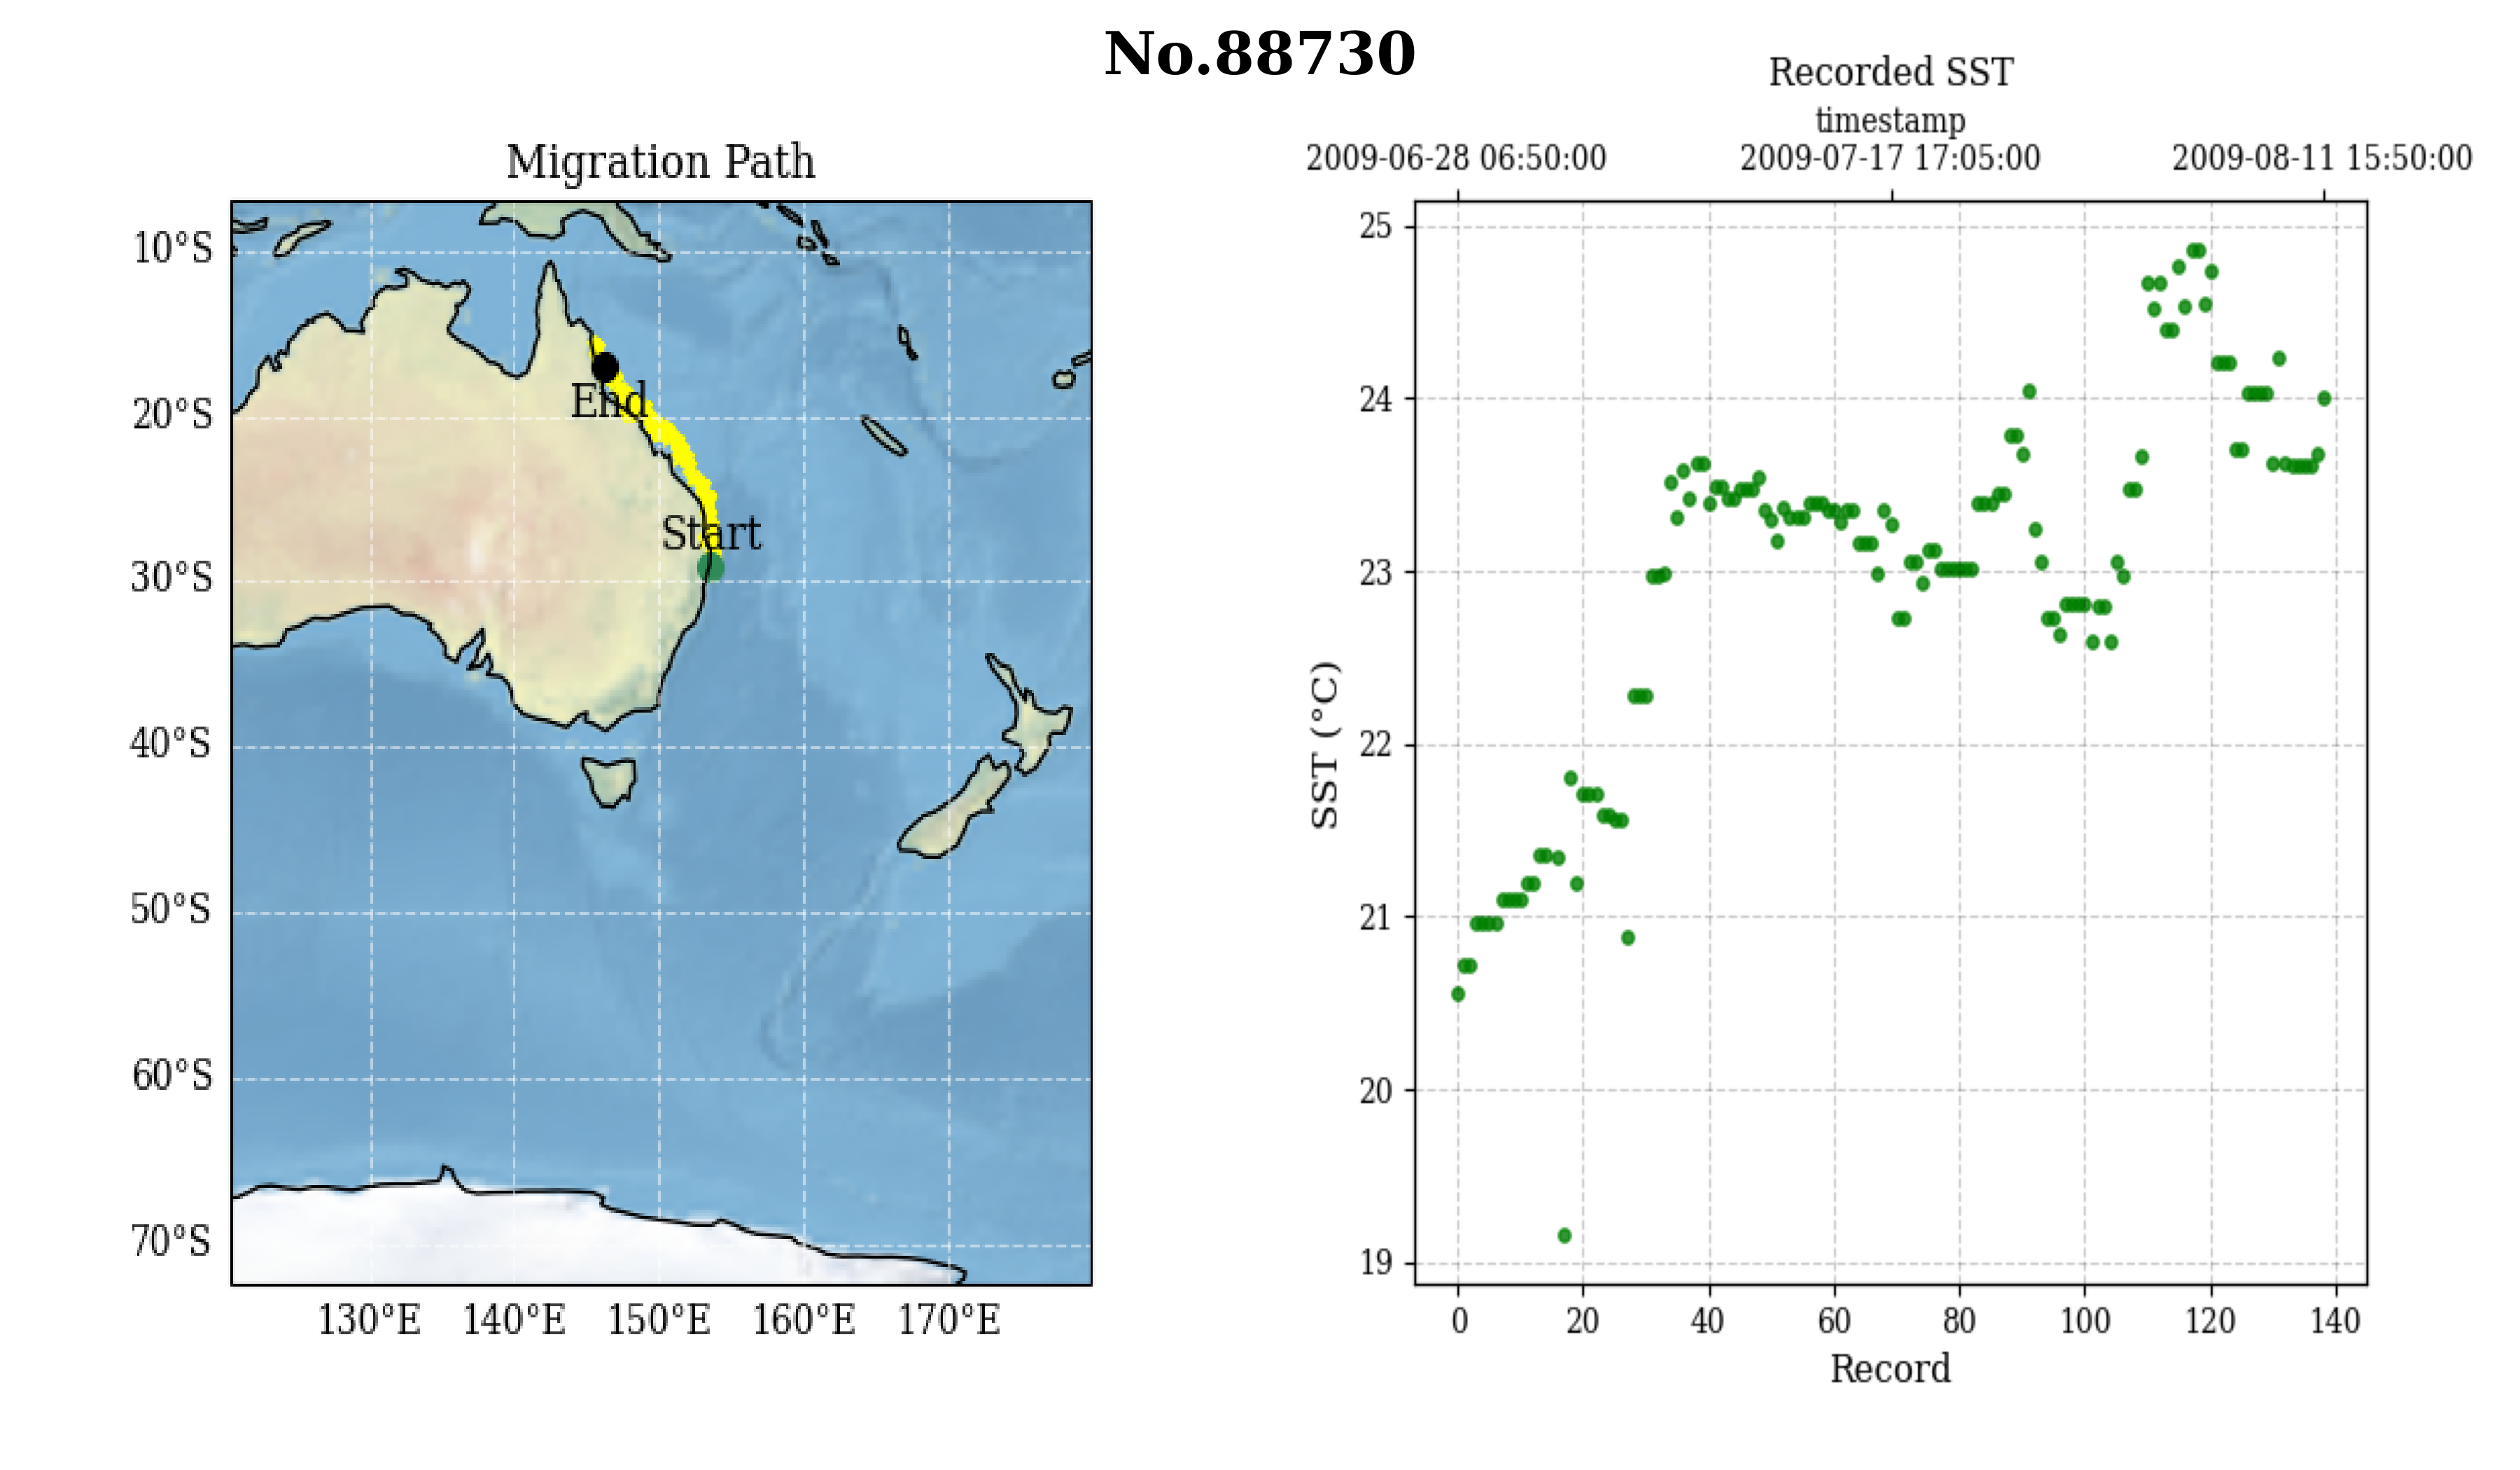 No.88730
Migration Path
10°S
20°S
30°S
40°S
50°S
60°S
70°S
End
Start
130°E 140°E 150°E 160°E 170°E
Recorded SST
timestamp
2009-06-28 06:50:00 2009-07-17 17:05:00 2009-08-11 15:50:00
SST (°C)
25
24
23
22
21
20
19
0 20 40 60 80 100 120 140
Record